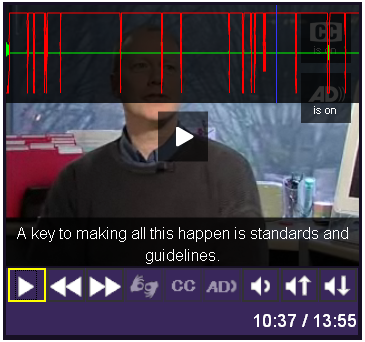 CC
is on
AD
is on
A key to making all this happen is standards and
guidelines.
CC AD
10:37 / 13:55